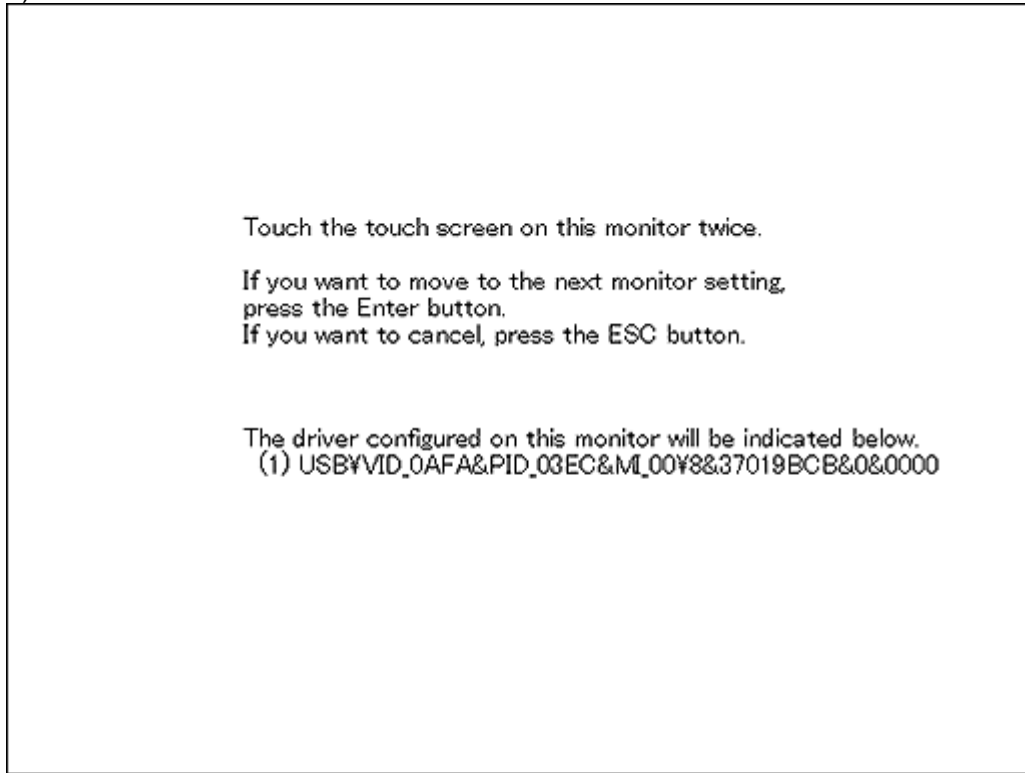 Touch the touch screen on this monitor twice.
If you want to move to the next monitor setting,
press the Enter button.
If you want to cancel, press the ESC button.
The driver configured on this monitor will be indicated below.
(1) USB¥VID_0AFA&PID_03EC&MI_00¥8&37019BCB&0&0000